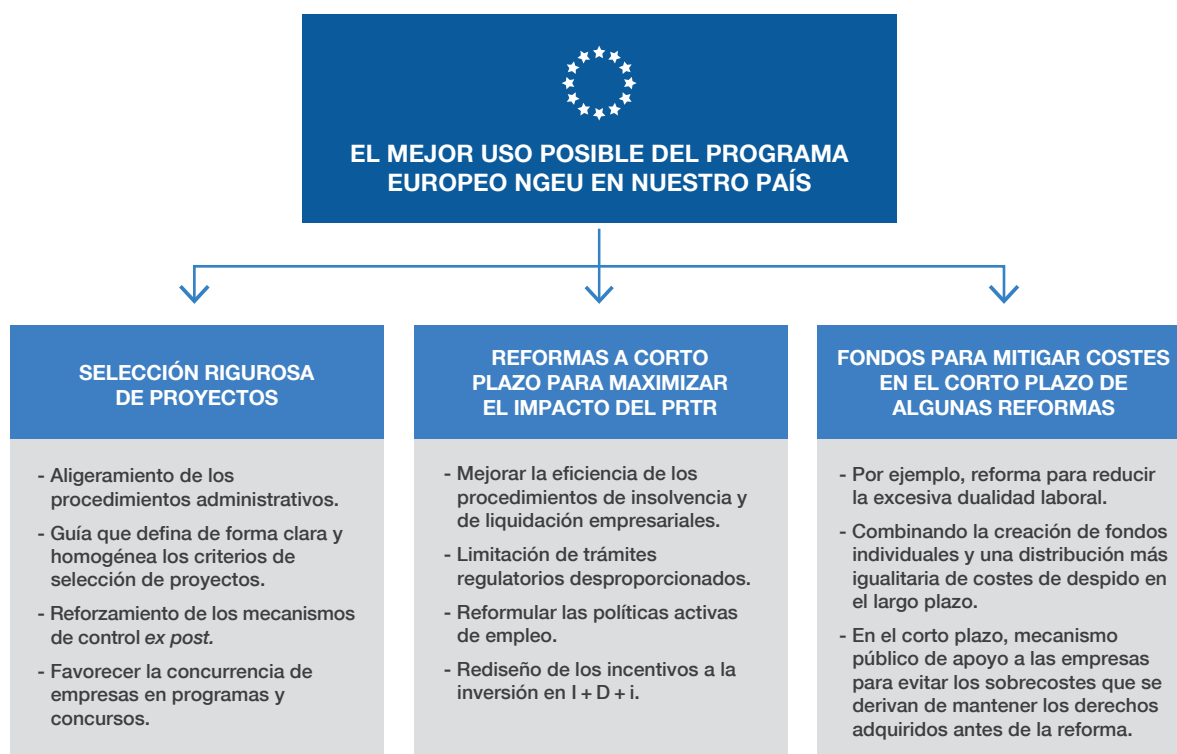 EL MEJOR USO POSIBLE DEL PROGRAMA
EUROPEO NGEU EN NUESTRO PAÍS
SELECCIÓN RIGUROSA
DE PROYECTOS
- Aligeramiento de los
procedimientos administrativos.
- Guía que defina de forma clara y
homogénea los criterios de
selección de proyectos.
- Reforzamiento de los mecanismos
de control ex post.
- Favorecer la concurrencia de
empresas en programas y
concursos.
REFORMAS A CORTO
PLAZO PARA MAXIMIZAR
EL IMPACTO DEL PRTR
- Mejorar la eficiencia de los
procedimientos de insolvencia y
de liquidación empresariales.
- Limitación de trámites
regulatorios desproporcionados.
- Reformular las políticas activas
de empleo.
- Rediseño de los incentivos a la
inversión en I + D + i.
FONDOS PARA MITIGAR COSTES
EN EL CORTO PLAZO DE
ALGUNAS REFORMAS
- Por ejemplo, reforma para reducir
la excesiva dualidad laboral.
- Combinando la creación de fondos
individuales y una distribución más
igualitaria de costes de despido en
el largo plazo.
- En el corto plazo, mecanismo
público de apoyo a las empresas
para evitar los sobrecostes que se
derivan de mantener los derechos
adquiridos antes de la reforma.